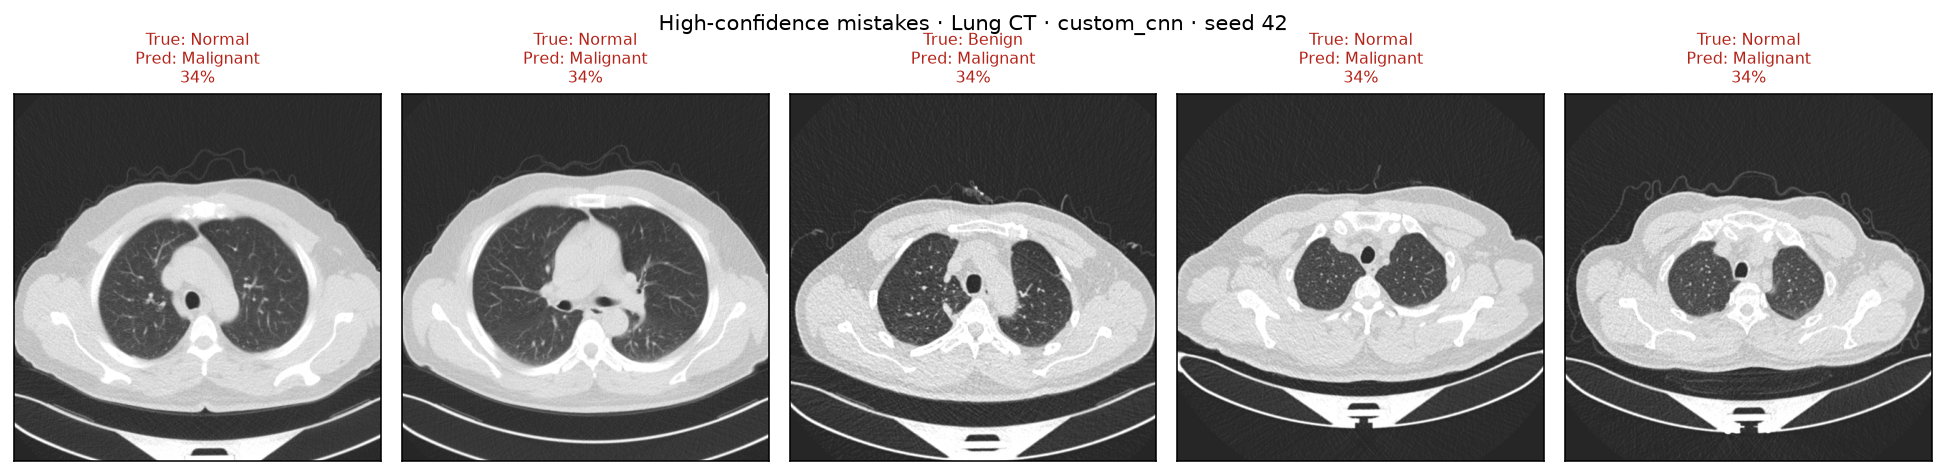 High-confidence mistakes · Lung CT · custom_cnn · seed 42
True: Normal
Pred: Malignant
34%
True: Normal
Pred: Malignant
34%
True: Benign
Pred: Malignant
34%
True: Normal
Pred: Malignant
34%
True: Normal
Pred: Malignant
34%